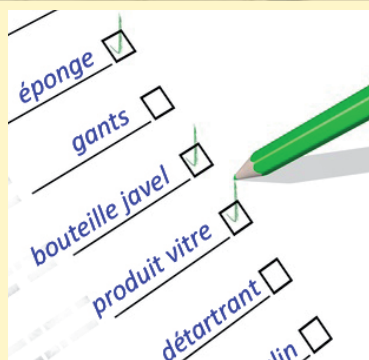 éponge
gants
bouteille javel
produit vitre
détartrant